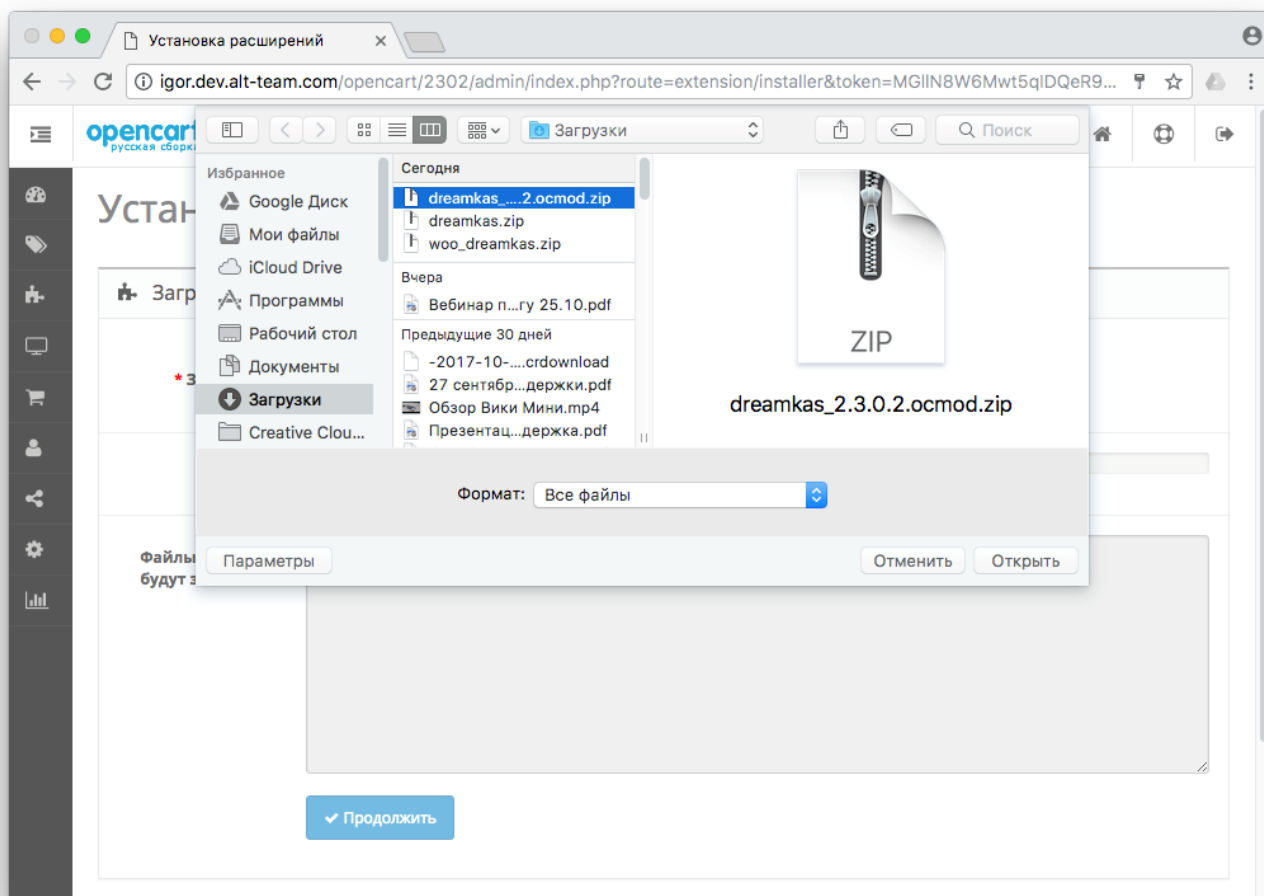 Установка расширений
igor.dev.alt-team.com/opencart/2302/admin/index.php?route=extension/installer&token=MGIlN8W6Mwt5qlDQeR9...
opencart
русская сборка
Загрузки
Поиск
Устан
Избранное
Google Диск
Мои файлы
iCloud Drive
Программы
Рабочий стол
Документы
Загрузки
Creative Clou...
Сегодня
dreamkas_....2.ocmod.zip
dreamkas.zip
woo_dreamkas.zip
Вчера
Вебинар п...гу 25.10.pdf
Предыдущие 30 дней
-2017-10-....crdownload
27 сентябр...держки.pdf
Обзор Вики Мини.mp4
Презентац...держка.pdf
ZIP
dreamkas_2.3.0.2.ocmod.zip
Загр
* З
Формат: Все файлы
Параметры
Отменить
Открыть
Файлы
будут з
Продолжить